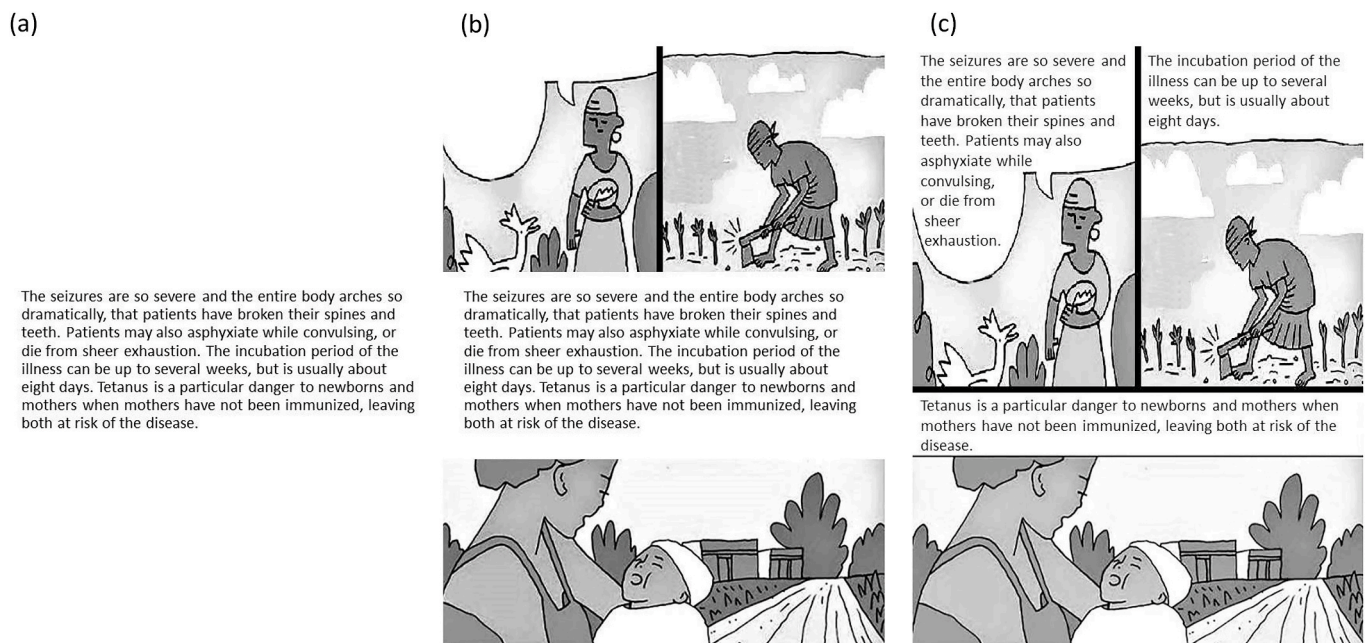 (a)
The seizures are so severe and the entire body arches so
dramatically, that patients have broken their spines and
teeth. Patients may also asphyxiate while convulsing, or
die from sheer exhaustion. The incubation period of the
illness can be up to several weeks, but is usually about
eight days. Tetanus is a particular danger to newborns and
mothers when mothers have not been immunized, leaving
both at risk of the disease.
(b)
The seizures are so severe and the entire body arches so
dramatically, that patients have broken their spines and
teeth. Patients may also asphyxiate while convulsing, or
die from sheer exhaustion. The incubation period of the
illness can be up to several weeks, but is usually about
eight days. Tetanus is a particular danger to newborns and
mothers when mothers have not been immunized, leaving
both at risk of the disease.
(c)
The seizures are so severe and
the entire body arches so
dramatically, that patients
have broken their spines and
teeth. Patients may also
asphyxiate while
convulsing,
or die from
sheer
exhaustion.
The incubation period of the
illness can be up to several
weeks, but is usually about
eight days.
Tetanus is a particular danger to newborns and mothers when
mothers have not been immunized, leaving both at risk of the
disease.